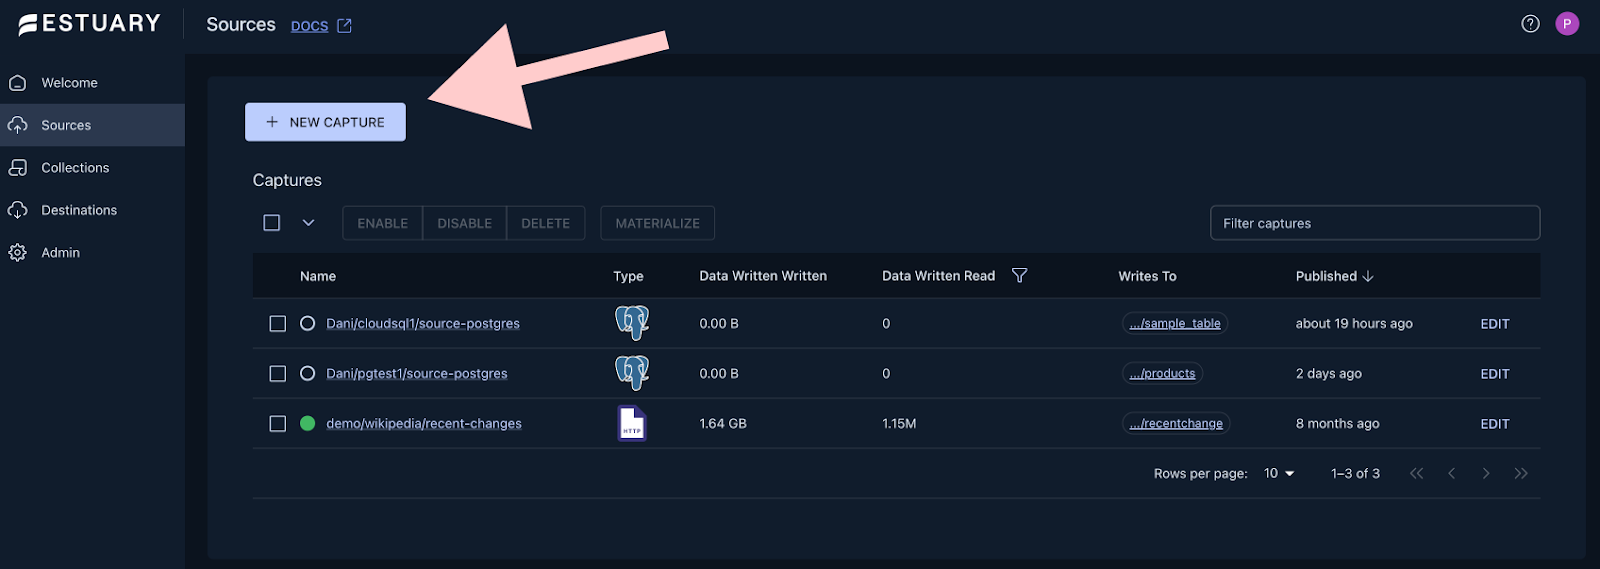 ESTUARY
Sources DOCS
P
Welcome
Sources
Collections
Destinations
Admin
+ NEW CAPTURE
Captures
ENABLE DISABLE DELETE MATERIALIZE Filter captures
Name Type Data Written Written Data Written Read Writes To Published
Dani/cloudsql1/source-postgres 0.00 B 0 .../sample_table about 19 hours ago EDIT
Dani/pgtest1/source-postgres 0.00 B 0 .../products 2 days ago EDIT
demo/wikipedia/recent-changes HTTP 1.64 GB 1.15M .../recentchange 8 months ago EDIT
Rows per page: 10 1–3 of 3